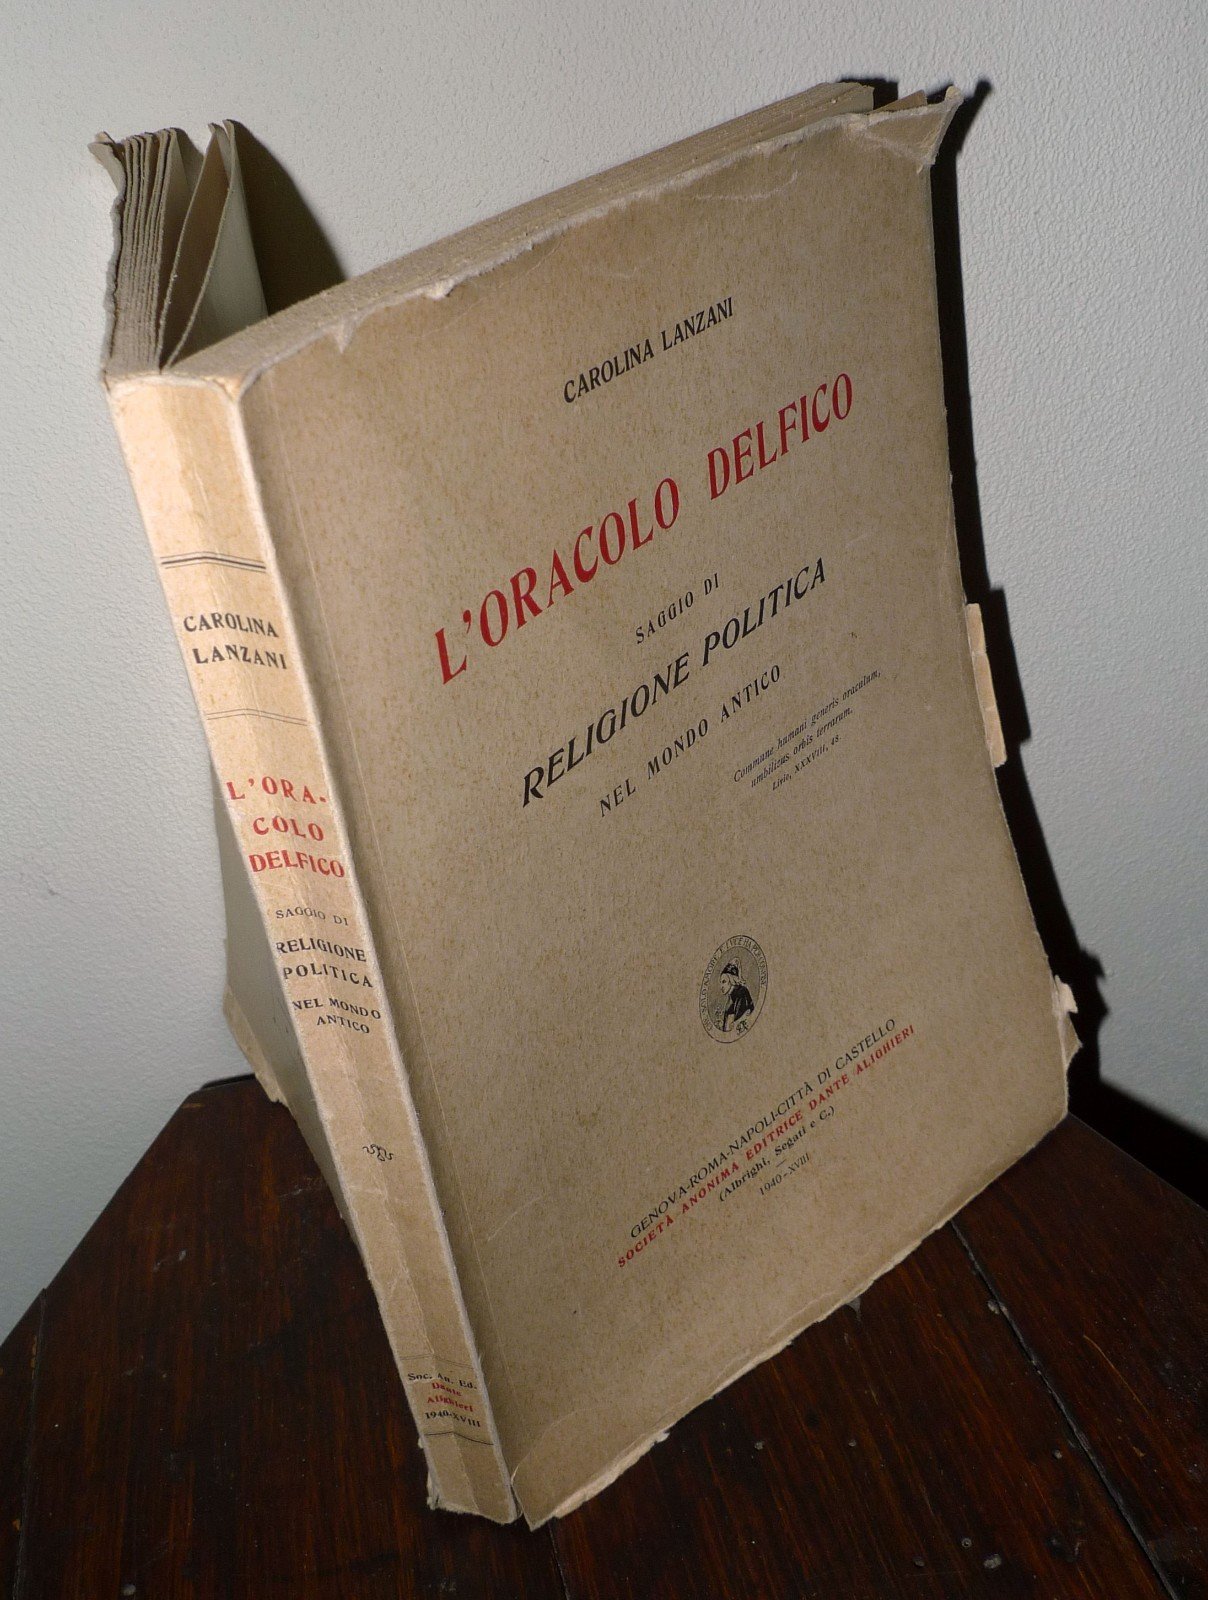 CAROLINA
LANZANI
L'ORA-
COLO
DELFICO
SAGGIO DI
RELIGIONE
POLITICA
NEL MONDO
ANTICO
Soc. An. Ed.
Dante
Alighieri
1940-XVIII
CAROLINA LANZANI
L'ORACOLO DELFICO
SAGGIO DI
RELIGIONE POLITICA
NEL MONDO ANTICO
Commune humani generis oraculum,
umbilicus orbis terrarum.
Livio, XXXVIII, 48.
GENOVA-ROMA-NAPOLI-CITTÀ DI CASTELLO
SOCIETÀ ANONIMA EDITRICE DANTE ALIGHIERI
(Albrighi, Segati e C.)
1940-XVIII